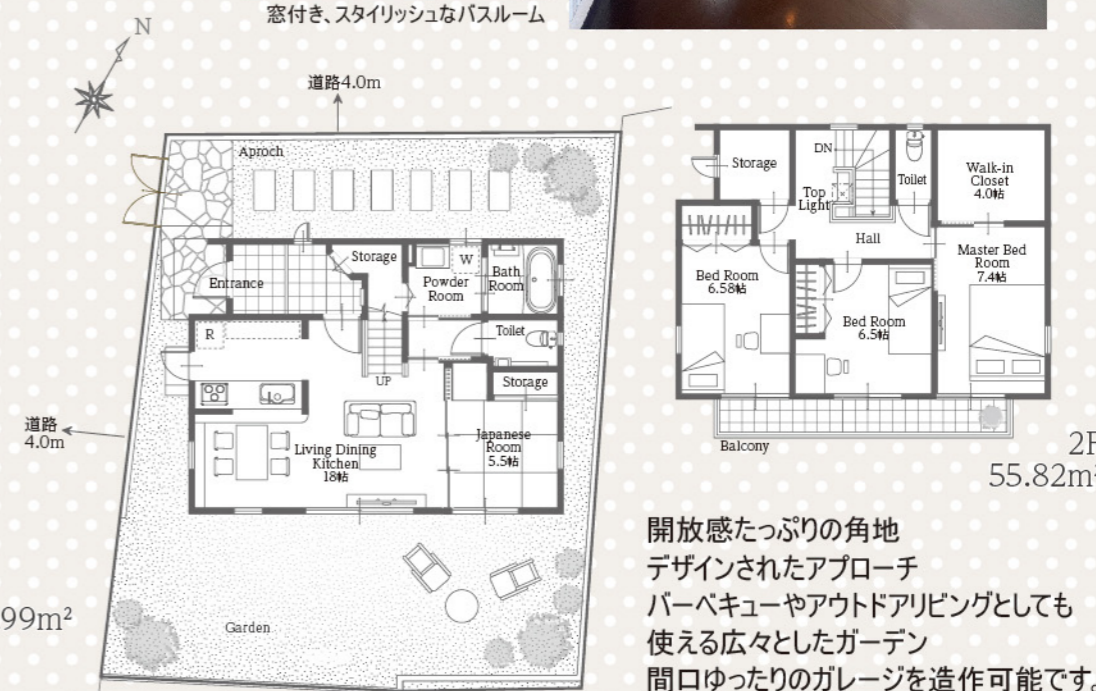 窓付き、スタイリッシュなバスルーム
N
道路4.0m
Aproch
Storage
Entrance
W
Powder
Room
Bath
Room
R
Toilet
UP
Storage
道路
4.0m
Living Dining
Kitchen
18帖
Japanese
Room
5.5帖
Garden
99m²
Storage
DN
Top
Light
Toilet
Walk-in
Closet
4.0帖
Hall
Bed Room
6.58帖
Master Bed
Room
7.4帖
Bed Room
6.5帖
Balcony
2F
55.82m²
開放感たっぷりの角地
デザインされたアプローチ
バーベキューやアウトドアリビングとしても
使える広々としたガーデン
間口ゆったりのガレージを造作可能です。